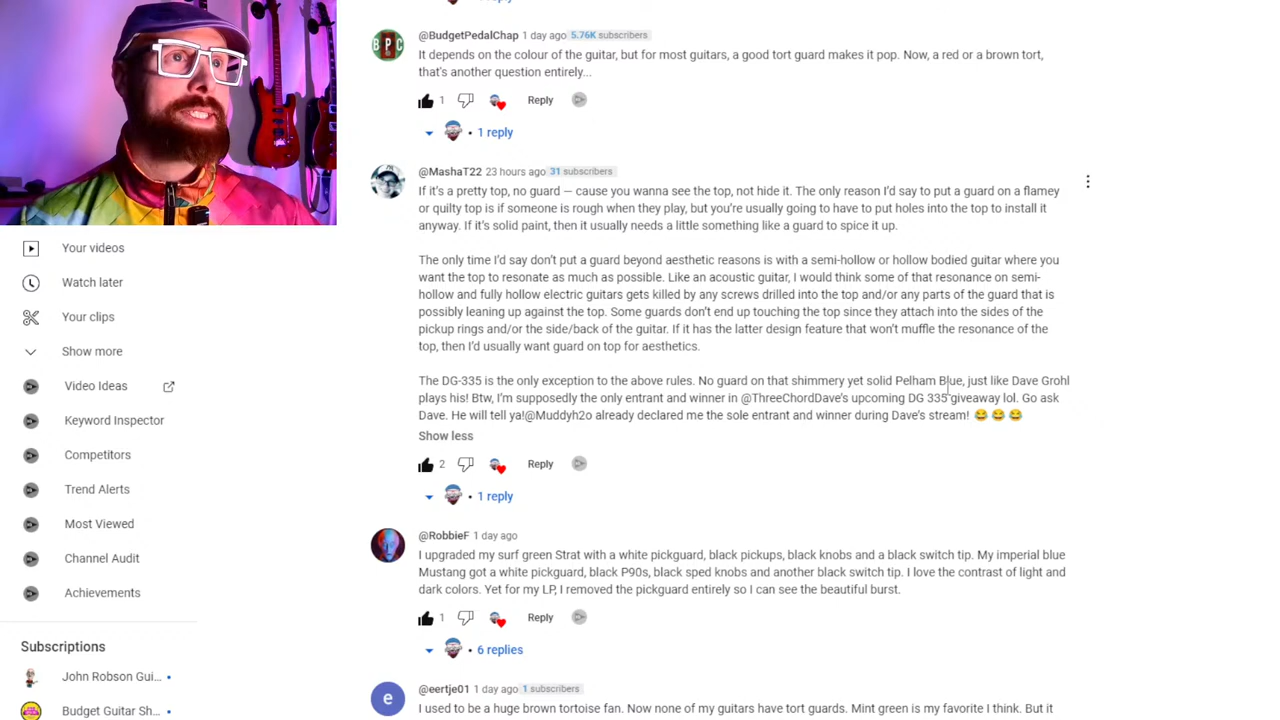 @BudgetPedalChap 1 day ago 5.76K subscribers
It depends on the colour of the guitar, but for most guitars, a good tort guard makes it pop. Now, a red or a brown tort,
that's another question entirely...
1 Reply
1 reply
@MashaT22 23 hours ago 31 subscribers
If it's a pretty top, no guard — cause you wanna see the top, not hide it. The only reason I'd say to put a guard on a flamey
or quilty top is if someone is rough when they play, but you're usually going to have to put holes into the top to install it
anyway. If it's solid paint, then it usually needs a little something like a guard to spice it up.
The only time I'd say don't put a guard beyond aesthetic reasons is with a semi-hollow or hollow bodied guitar where you
want the top to resonate as much as possible. Like an acoustic guitar, I would think some of that resonance on semi-
hollow and fully hollow electric guitars gets killed by any screws drilled into the top and/or any parts of the guard that is
possibly leaning up against the top. Some guards don't end up touching the top since they attach into the sides of the
pickup rings and/or the side/back of the guitar. If it has the latter design feature that won't muffle the resonance of the
top, then I'd usually want guard on top for aesthetics.
The DG-335 is the only exception to the above rules. No guard on that shimmery yet solid Pelham Blue, just like Dave Grohl
plays his! Btw, I'm supposedly the only entrant and winner in @ThreeChordDave's upcoming DG 335 giveaway lol. Go ask
Dave. He will tell ya!@Muddyh2o already declared me the sole entrant and winner during Dave's stream! 😂 😂 😂
Show less
2 Reply
1 reply
@RobbieF 1 day ago
I upgraded my surf green Strat with a white pickguard, black pickups, black knobs and a black switch tip. My imperial blue
Mustang got a white pickguard, black P90s, black sped knobs and another black switch tip. I love the contrast of light and
dark colors. Yet for my LP, I removed the pickguard entirely so I can see the beautiful burst.
1 Reply
6 replies
e
@eertje01 1 day ago 1 subscribers
I used to be a huge brown tortoise fan. Now none of my guitars have tort guards. Mint green is my favorite I think. But it
BPC
Your videos
Watch later
Your clips
Show more
Video Ideas
Keyword Inspector
Competitors
Trend Alerts
Most Viewed
Channel Audit
Achievements
Subscriptions
John Robson Gui...
Budget Guitar Sh...